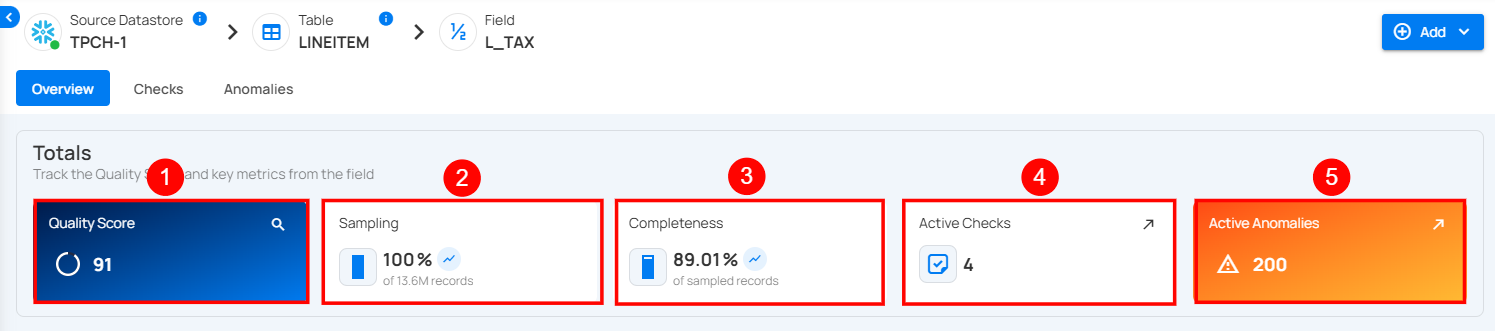 Source Datastore
TPCH-1
Table
LINEITEM
½
Field
L_TAX
Add
Overview
Checks
Anomalies
Totals
Track the Quality S and key metrics from the field
1
2
3
4
5
Quality Score
91
Sampling
100%
of 13.6M records
Completeness
89.01%
of sampled records
Active Checks
4
Active Anomalies
200